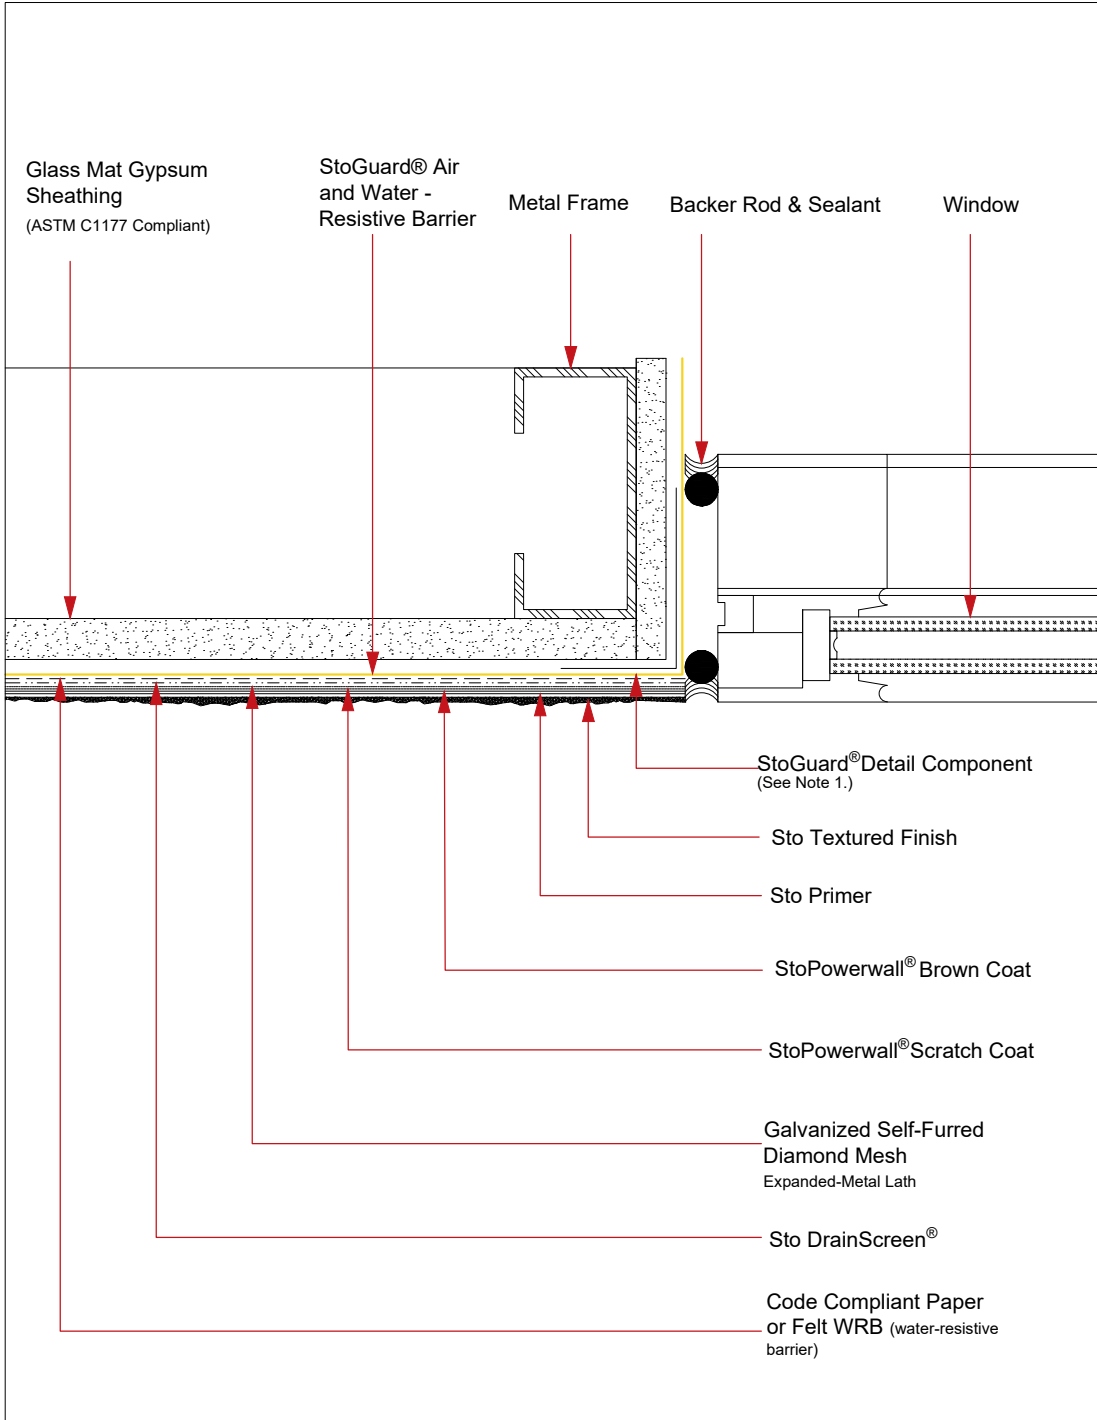 Glass Mat Gypsum
Sheathing
(ASTM C1177 Compliant)
StoGuard® Air
and Water -
Resistive Barrier
Metal Frame
Backer Rod & Sealant
Window
StoGuard® Detail Component
(See Note 1.)
Sto Textured Finish
Sto Primer
StoPowerwall® Brown Coat
StoPowerwall® Scratch Coat
Galvanized Self-Furred
Diamond Mesh
Expanded-Metal Lath
Sto DrainScreen®
Code Compliant Paper
or Felt WRB (water-resistive
barrier)